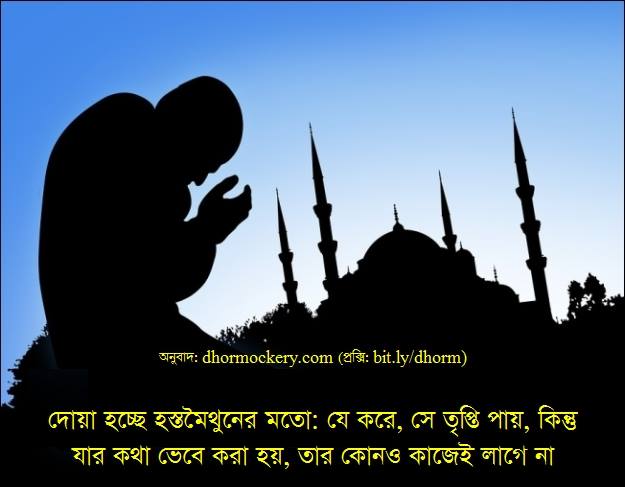 অনুবাদ: dhormockery.com (প্রক্সি: bit.ly/dhorm)
দোয়া হচ্ছে হস্তমৈথুনের মতো: যে করে, সে তৃপ্তি পায়, কিন্তু
যার কথা ভেবে করা হয়, তার কোনও কাজেই লাগে না